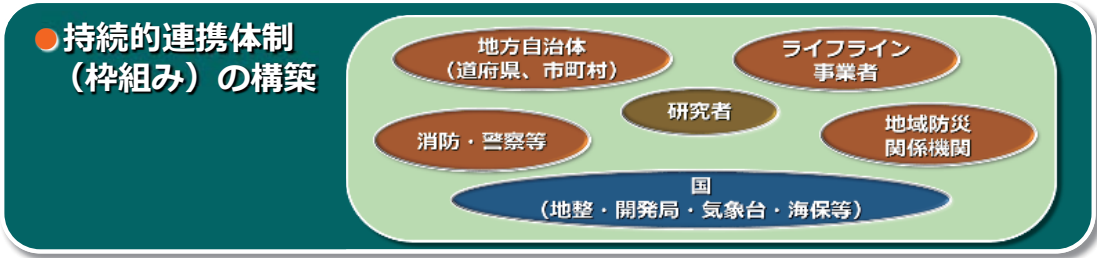 ●持続的連携体制
（枠組み）の構築
地方自治体
（道府県、市町村）
ライフライン
事業者
研究者
消防・警察等
地域防災
関係機関
国
（地整・開発局・気象台・海保等）